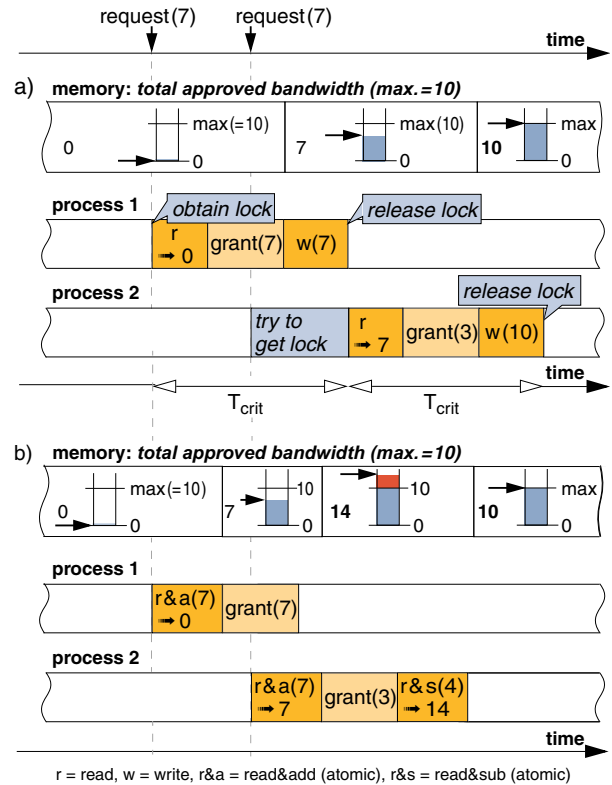 request(7) request(7)
time
a) memory: total approved bandwidth (max.=10)
0 max(=10) 0 7 max(10) 0 10 max 0
process 1
obtain lock release lock
r 0 grant(7) w(7)
process 2
release lock
try to get lock r 7 grant(3) w(10)
time
Tcrit Tcrit
b) memory: total approved bandwidth (max.=10)
0 max(=10) 0 7 10 0 14 10 0 10 max 0
process 1
r&a(7) 0 grant(7)
process 2
r&a(7) 7 grant(3) r&s(4) 14
time
r = read, w = write, r&a = read&add (atomic), r&s = read&sub (atomic)